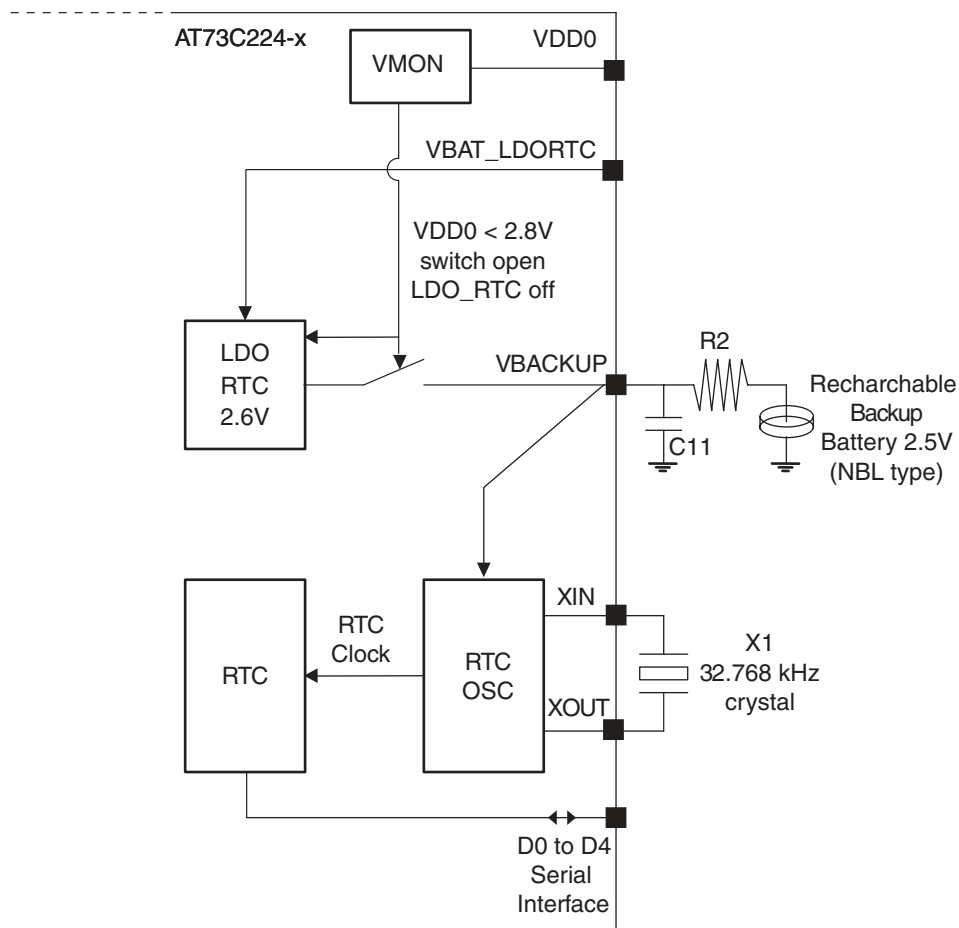 AT73C224-x
VDD0
VMON
VBAT_LDORTC
VDD0 < 2.8V
switch open
LDO_RTC off
LDO
RTC
2.6V
VBACKUP
R2
C11
Recharchable
Backup
Battery 2.5V
(NBL type)
RTC
RTC
Clock
RTC
OSC
XIN
XOUT
X1
32.768 kHz
crystal
D0 to D4
Serial
Interface